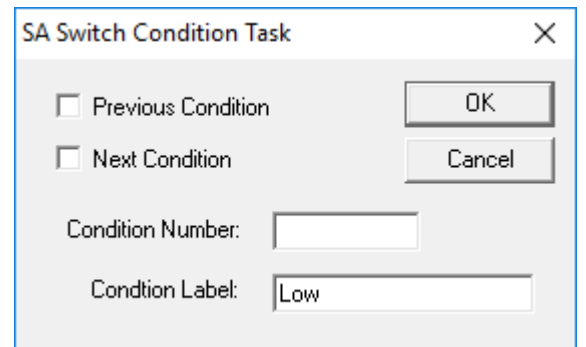 SA Switch Condition Task
Previous Condition
OK
Next Condition
Cancel
Condition Number:
Condtion Label: Low